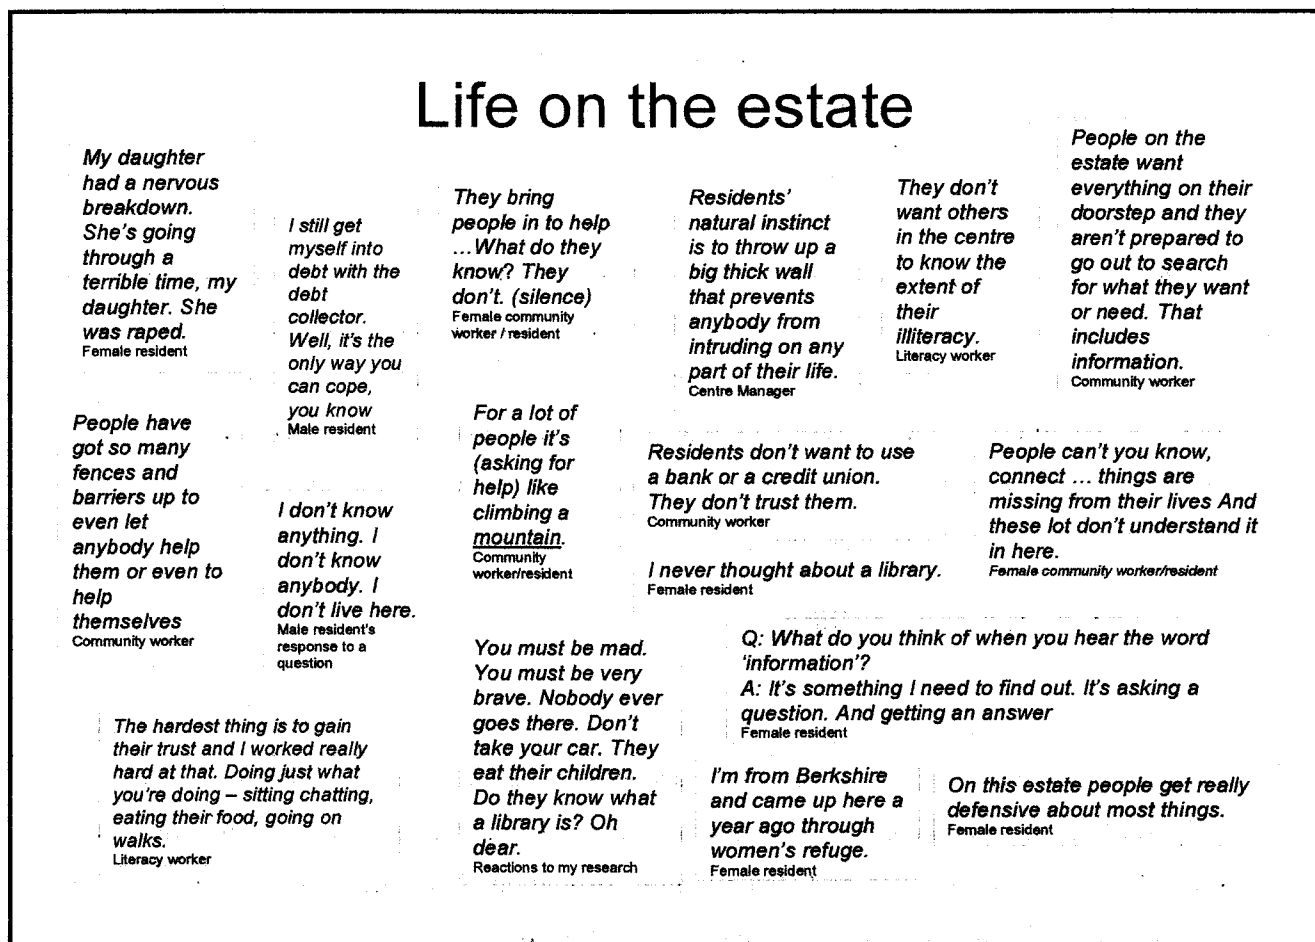 Life on the estate
My daughter
had a nervous
breakdown.
She's going
through a
terrible time, my
daughter. She
was raped.
Female resident
I still get
myself into
debt with the
debt
collector.
Well, it's the
only way you
can cope,
you know
Male resident
They bring
people in to help
...What do they
know? They
don't. (silence)
Female community
worker / resident
Residents'
natural instinct
is to throw up a
big thick wall
that prevents
anybody from
intruding on any
part of their life.
Centre Manager
They don't
want others
in the centre
to know the
extent of
their
illiteracy.
Literacy worker
People on the
estate want
everything on their
doorstep and they
aren't prepared to
go out to search
for what they want
or need. That
includes
information.
Community worker
People have
got so many
fences and
barriers up to
even let
anybody help
them or even to
help
themselves
Community worker
I don't know
anything. I
don't know
anybody. I
don't live here.
Male resident's
response to a
question
For a lot of
people it's
(asking for
help) like
climbing a
mountain.
Community
worker/resident
Residents don't want to use
a bank or a credit union.
They don't trust them.
Community worker
I never thought about a library.
Female resident
People can't you know,
connect ... things are
missing from their lives And
these lot don't understand it
in here.
Female community worker/resident
The hardest thing is to gain
their trust and I worked really
hard at that. Doing just what
you're doing – sitting chatting,
eating their food, going on
walks.
Literacy worker
You must be mad.
You must be very
brave. Nobody ever
goes there. Don't
take your car. They
eat their children.
Do they know what
a library is? Oh
dear.
Reactions to my research
Q: What do you think of when you hear the word
'information'?
A: It's something I need to find out. It's asking a
question. And getting an answer
Female resident
I'm from Berkshire
and came up here a
year ago through
women's refuge.
Female resident
On this estate people get really
defensive about most things.
Female resident